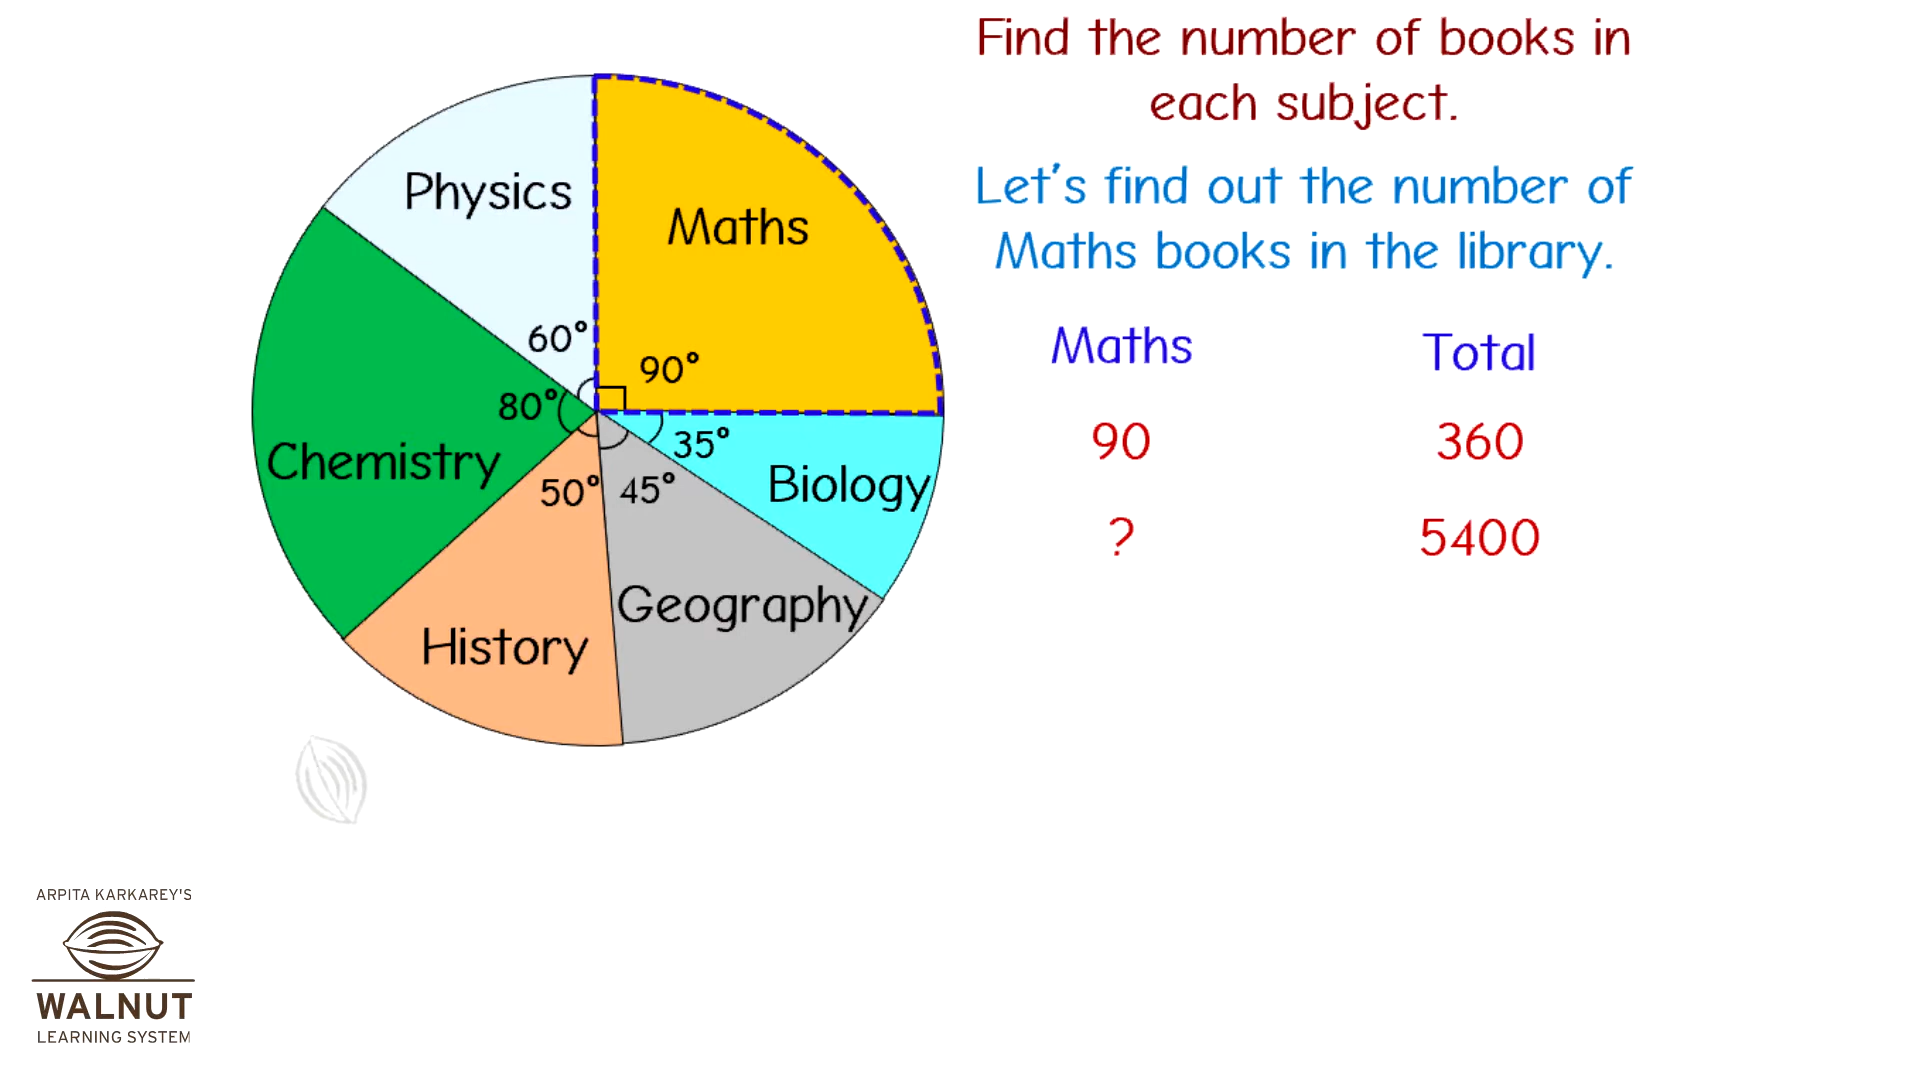 Find the number of books in
each subject.
Let's find out the number of
Maths books in the library.
Maths Total
90 360
? 5400
Physics
Maths
60°
90°
80°
35°
Chemistry
Biology
50°
45°
Geography
History
ARPITA KARKAREY'S
WALNUT
LEARNING SYSTEM